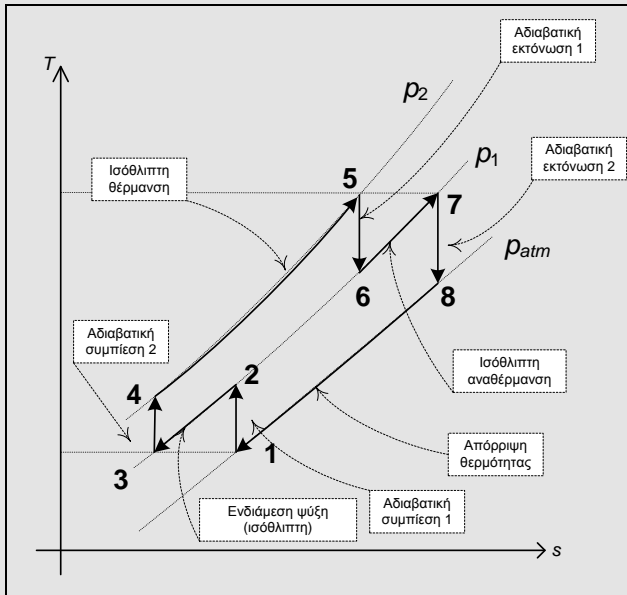 Αδιαβατική
εκτόνωση 1
T
p2
Αδιαβατική
εκτόνωση 2
p1
Ισόθλιπτη
θέρμανση
5
7
patm
6
8
Αδιαβατική
συμπίεση 2
4
2
Ισόθλιπτη
αναθέρμανση
3
1
Απόρριψη
θερμότητας
Ενδιάμεση ψύξη
(ισόθλιπτη)
Αδιαβατική
συμπίεση 1
s